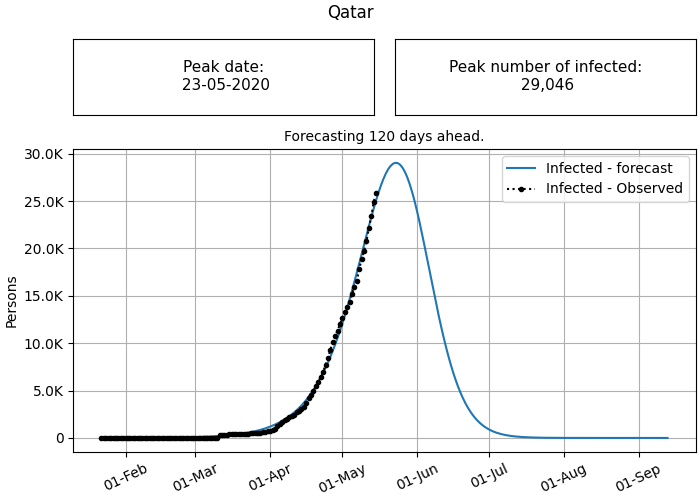 Qatar
Peak date:
23-05-2020
Peak number of infected:
29,046
Forecasting 120 days ahead.
30.0K
25.0K
20.0K
15.0K
10.0K
5.0K
0
Persons
Infected - forecast
Infected - Observed
01-Feb
01-Mar
01-Apr
01-May
01-Jun
01-Jul
01-Aug
01-Sep